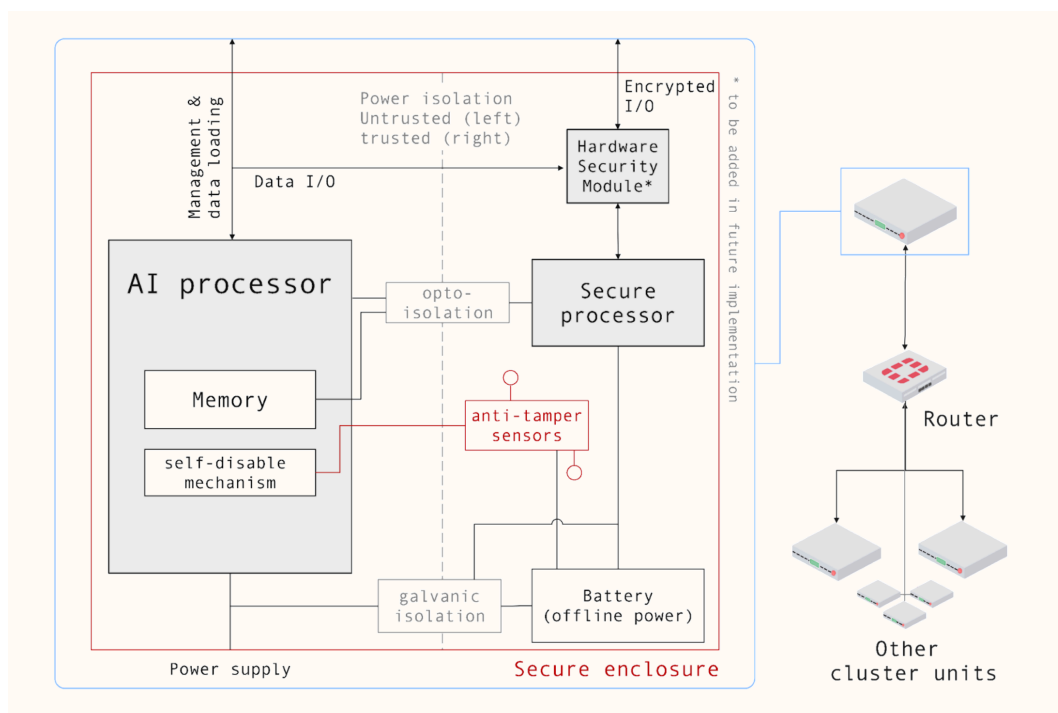 Management &
data loading
Power isolation
Untrusted (left)
trusted (right)
Encrypted
I/O
* to be added in future implementation
Hardware
Security
Module*
Data I/O
AI processor
opto-
isolation
Secure
processor
Memory
anti-tamper
sensors
self-disable
mechanism
galvanic
isolation
Battery
(offline power)
Power supply
Secure enclosure
Router
Other
cluster units